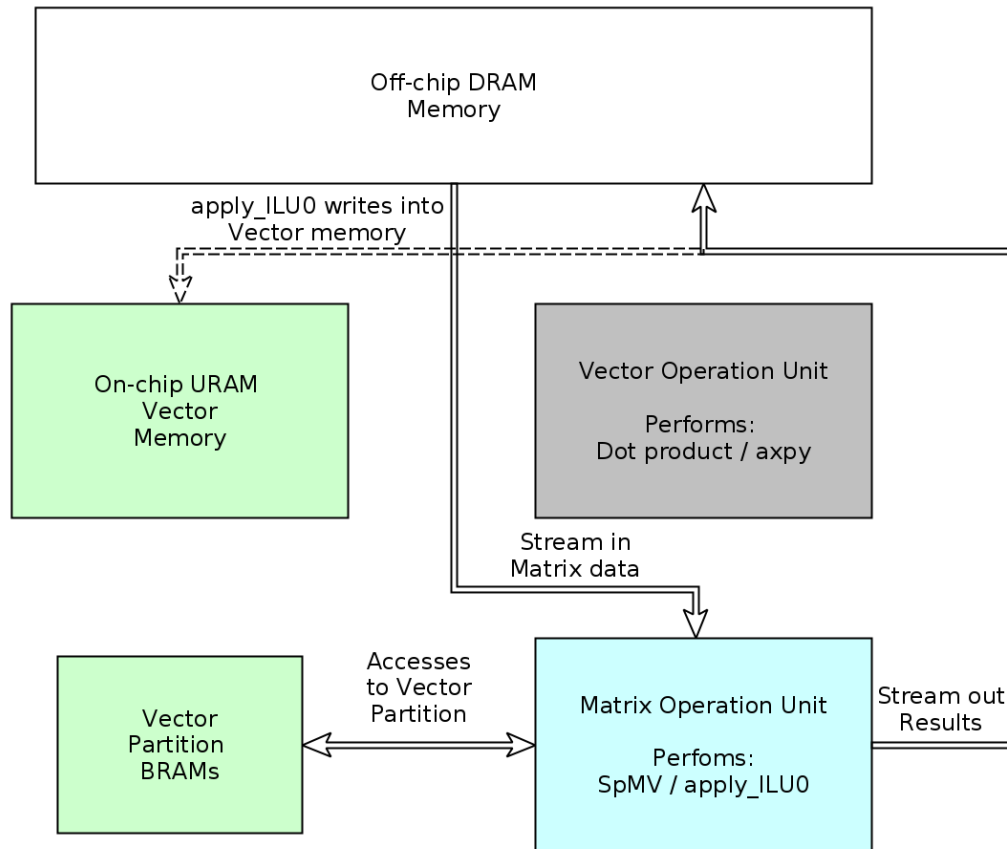 Off-chip DRAM
Memory
apply_ILU0 writes into
Vector memory
On-chip URAM
Vector
Memory
Vector Operation Unit
Performs:
Dot product / axpy
Stream in
Matrix data
Vector
Partition
BRAMs
Accesses
to Vector
Partition
Matrix Operation Unit
Perfoms:
SpMV / apply_ILU0
Stream out
Results